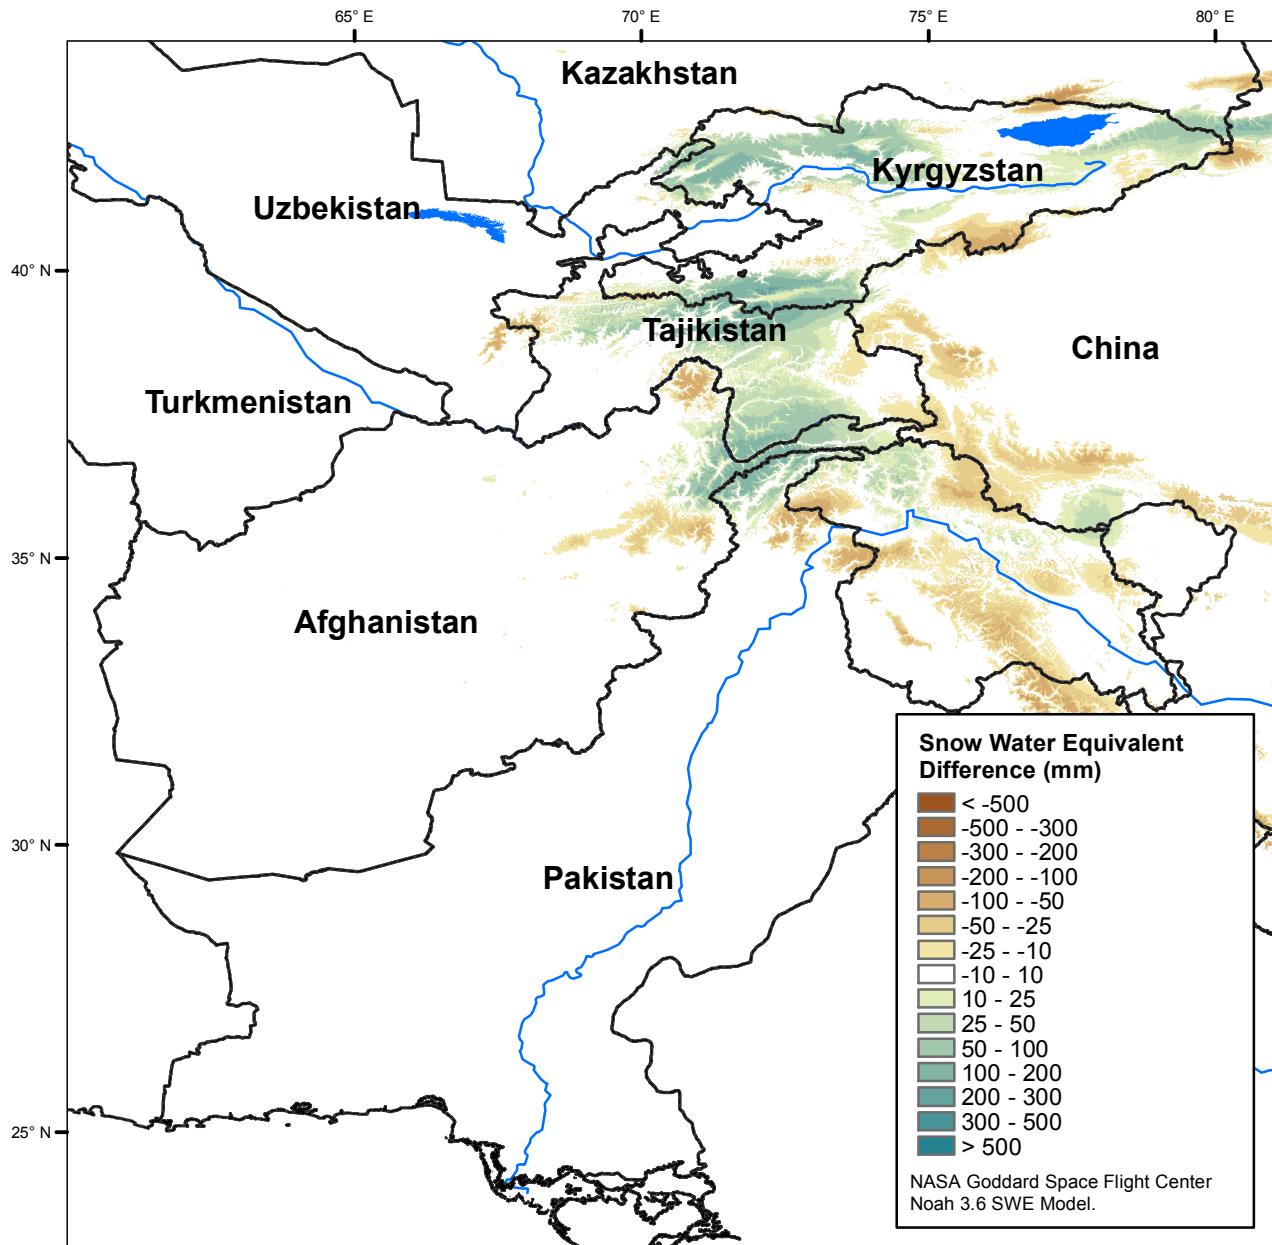 65° E
70° E
75° E
80° E
Kazakhstan
Kyrgyzstan
Uzbekistan
40° N
Tajikistan
China
Turkmenistan
35° N
Afghanistan
Snow Water Equivalent
Difference (mm)
< -500
-500 - -300
-300 - -200
-200 - -100
-100 - -50
-50 - -25
-25 - -10
-10 - 10
10 - 25
25 - 50
50 - 100
100 - 200
200 - 300
300 - 500
> 500
NASA Goddard Space Flight Center
Noah 3.6 SWE Model.
30° N
Pakistan
25° N